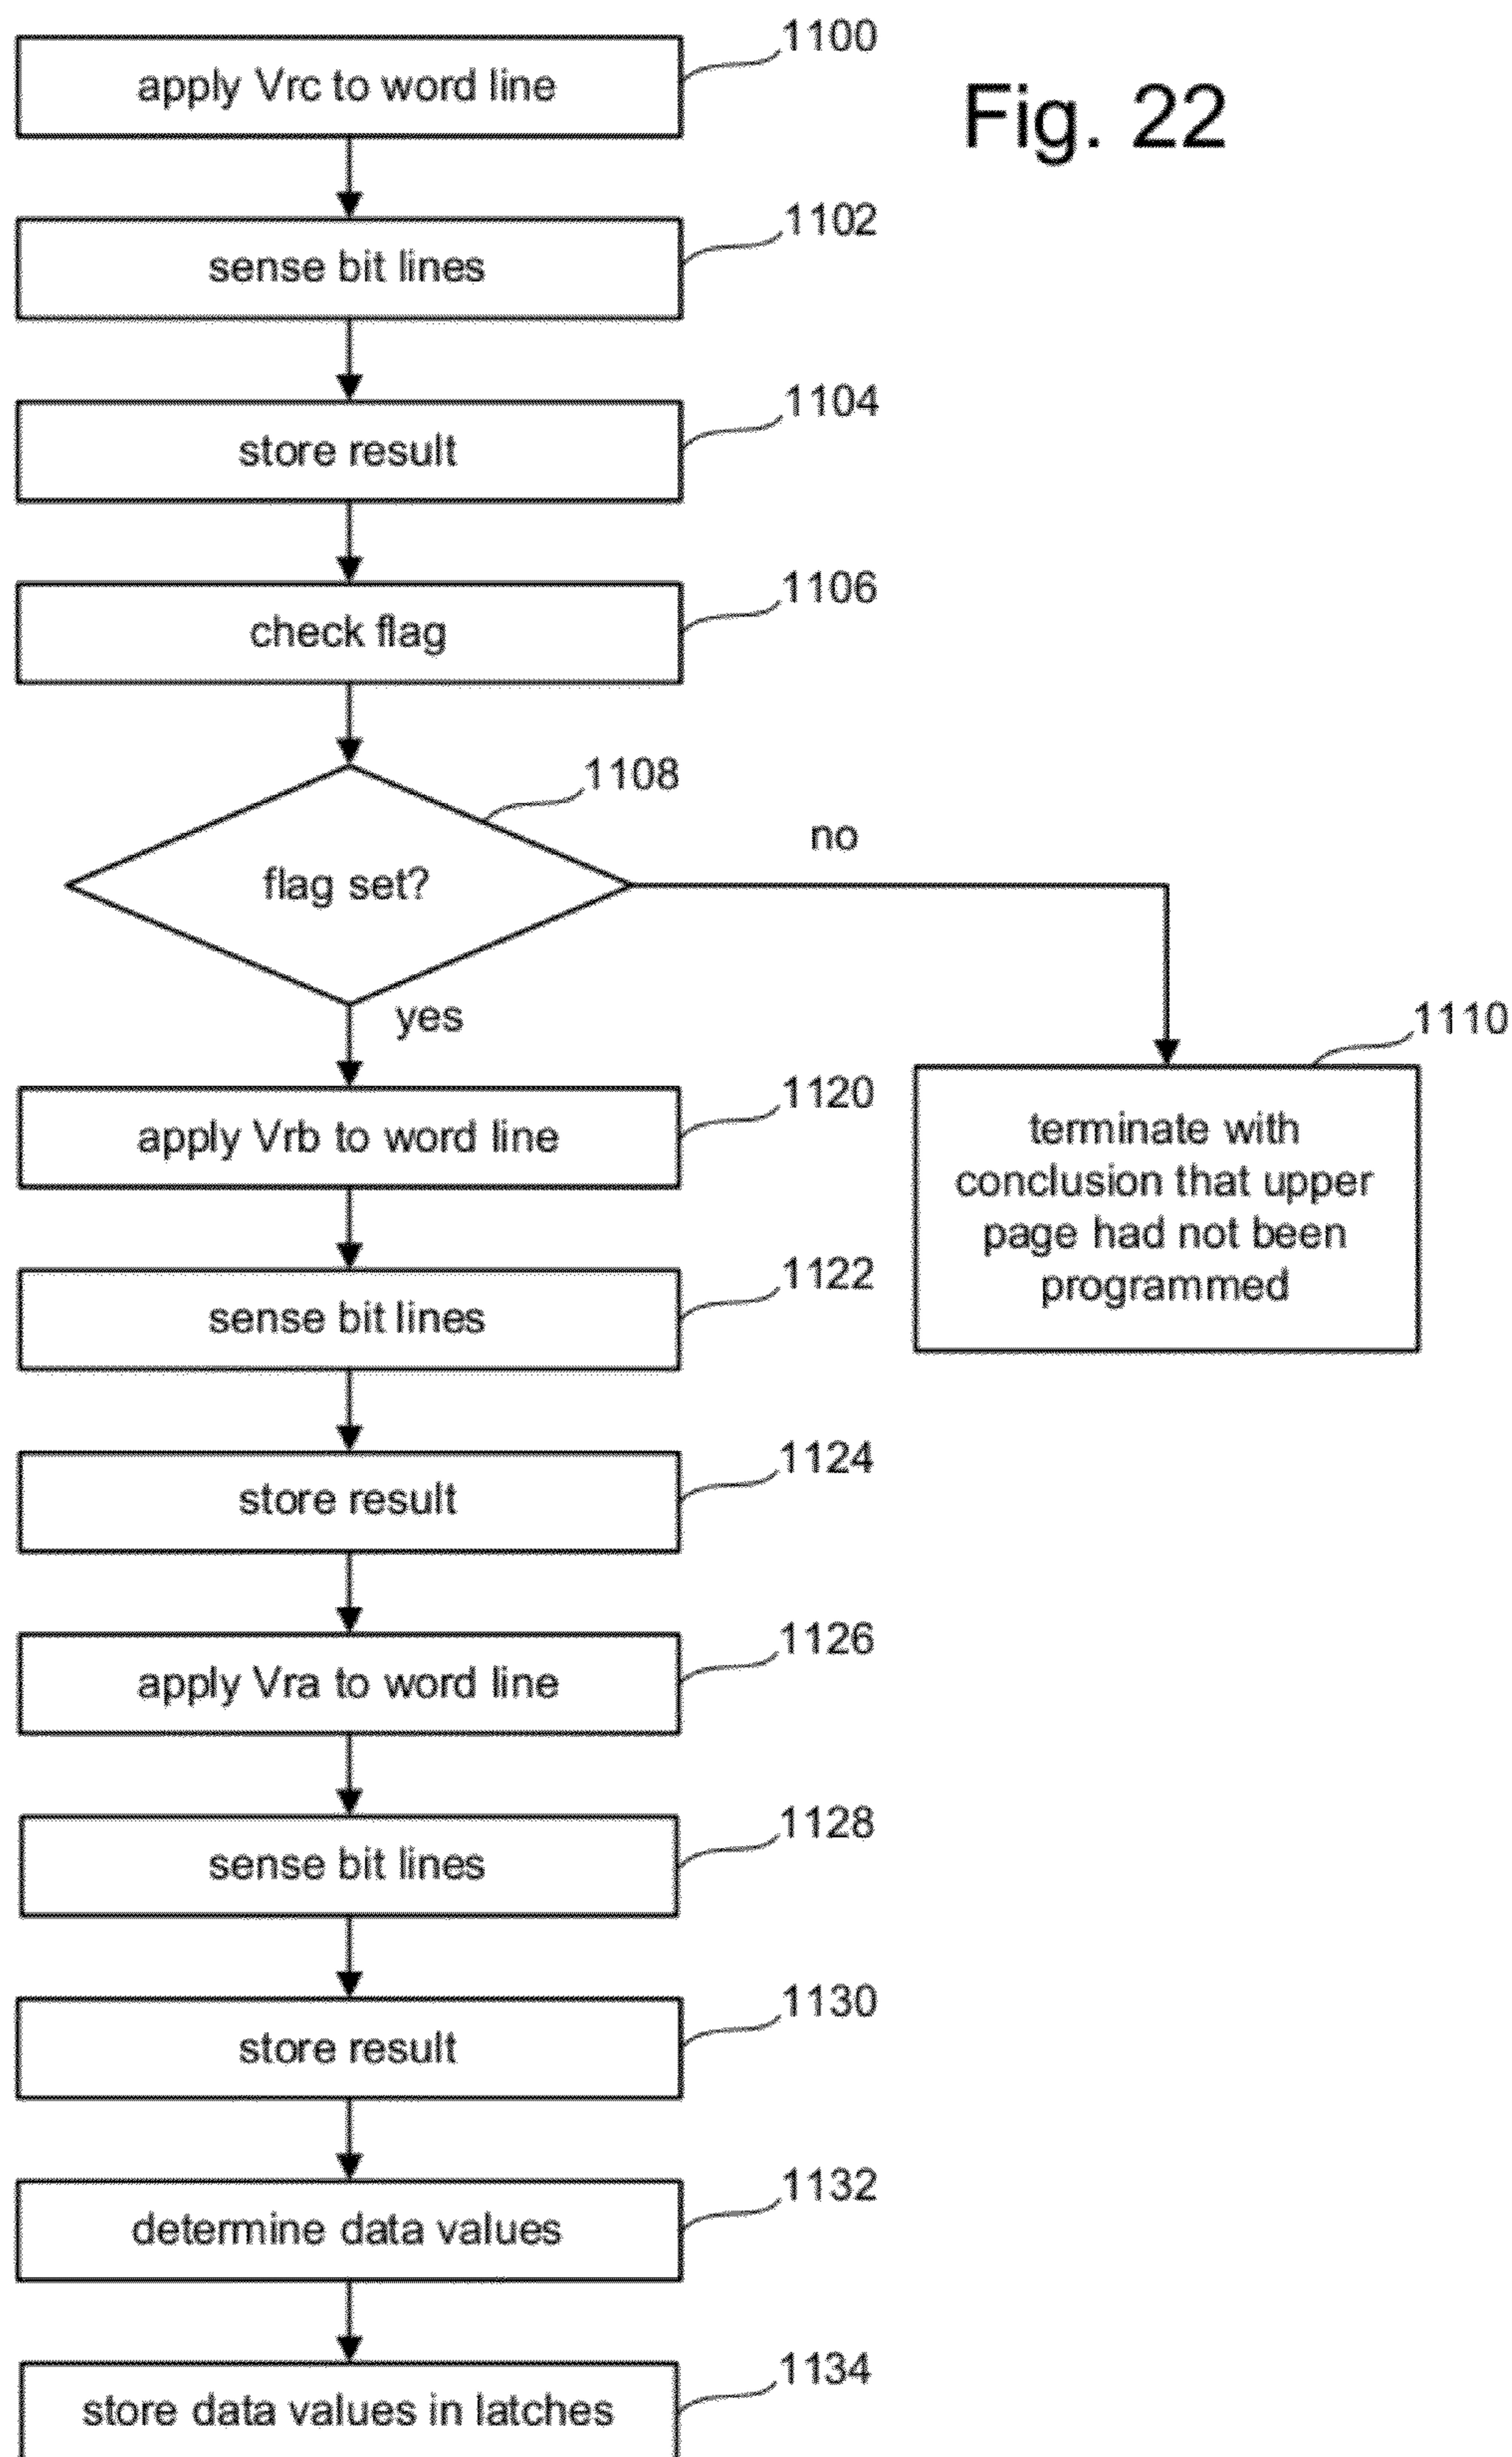 1100
apply Vrc to word line
Fig. 22
1102
sense bit lines
1104
store result
1106
check flag
1108
flag set?
no
yes
1110
terminate with
conclusion that upper
page had not been
programmed
1120
apply Vrb to word line
1122
sense bit lines
1124
store result
1126
apply Vra to word line
1128
sense bit lines
1130
store result
1132
determine data values
1134
store data values in latches